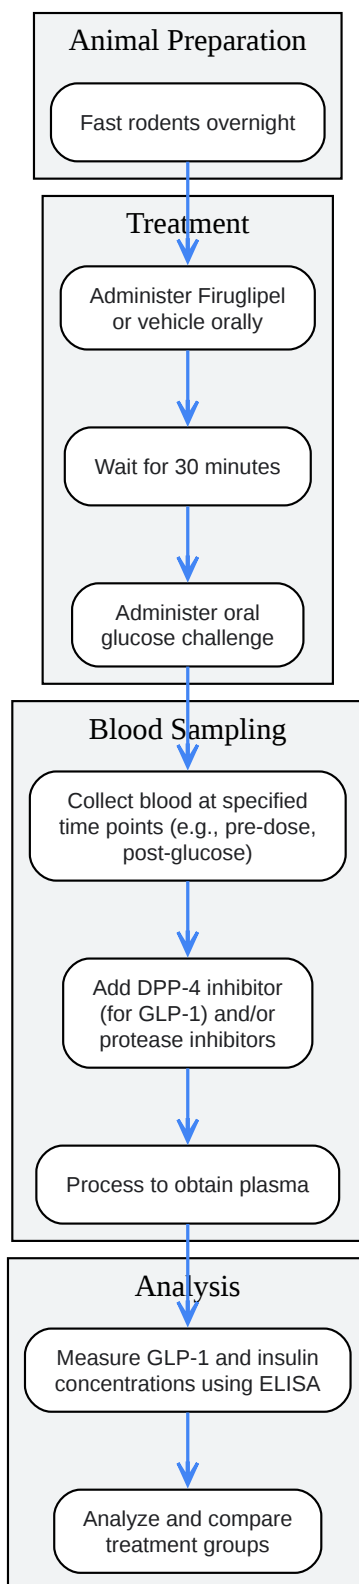 Animal Preparation
Fast rodents overnight
Treatment
Administer Firuglipel
or vehicle orally
Wait for 30 minutes
Administer oral
glucose challenge
Blood Sampling
Collect blood at specified
time points (e.g., pre-dose,
post-glucose)
Add DPP-4 inhibitor
(for GLP-1) and/or
protease inhibitors
Process to obtain plasma
Analysis
Measure GLP-1 and insulin
concentrations using ELISA
Analyze and compare
treatment groups